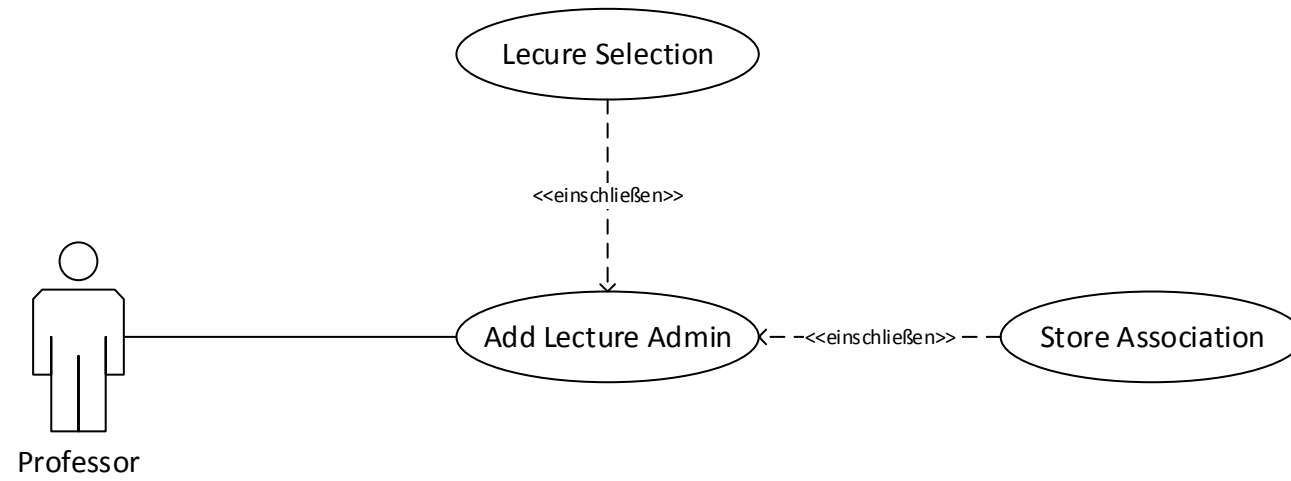 Lecure Selection
<<einschließen>>
Add Lecture Admin
<<einschließen>>
Store Association
Professor